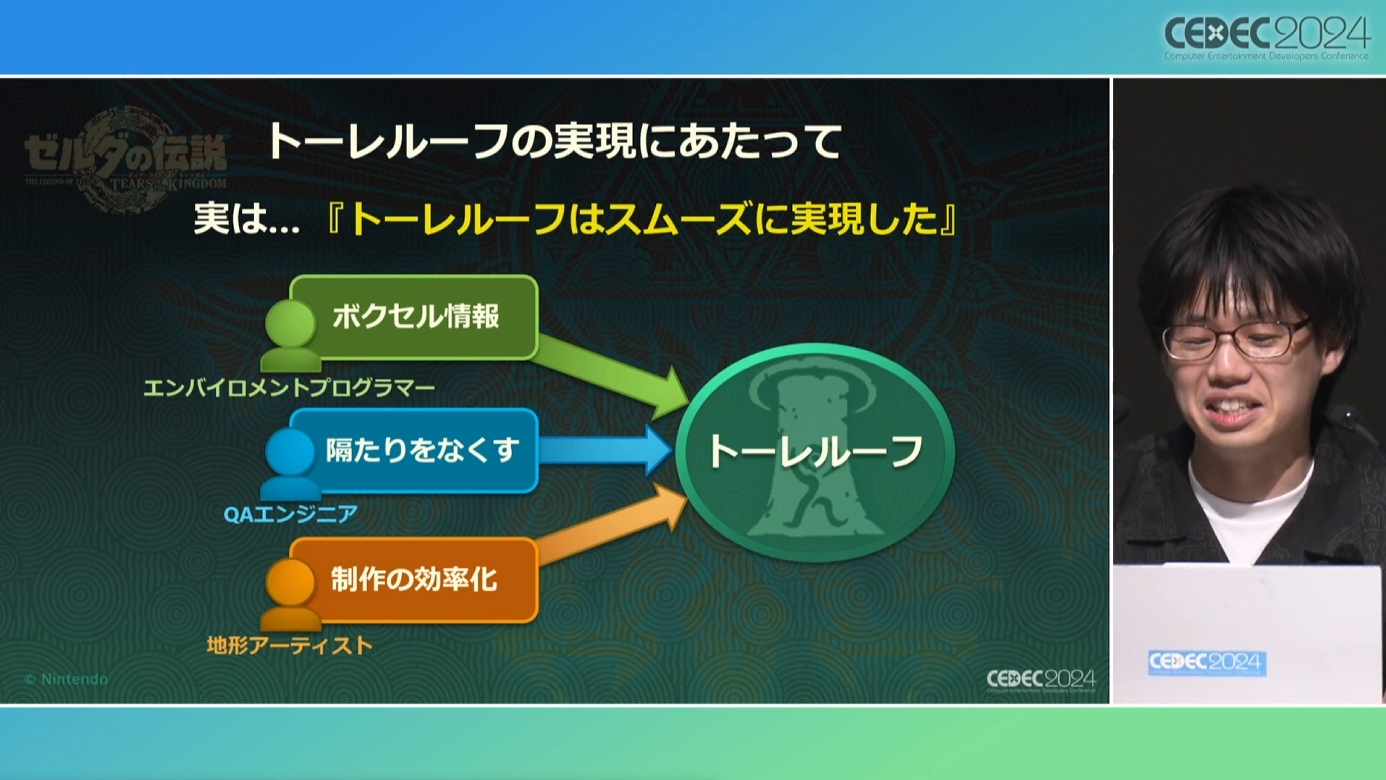 CEDEC2024
Computer Entertainment Developers Conference
ゼルダの伝説
TEARS OF THE KINGDOM
トーレルーフの実現にあたって
実は…『トーレルーフはスムーズに実現した』
ボクセル情報
エンバイロメントプログラマー
隔たりをなくす
QAエンジニア
制作の効率化
地形アーティスト
トーレルーフ
© Nintendo
CEDEC2024
Computer Entertainment Developers Conference
CEDEC2024